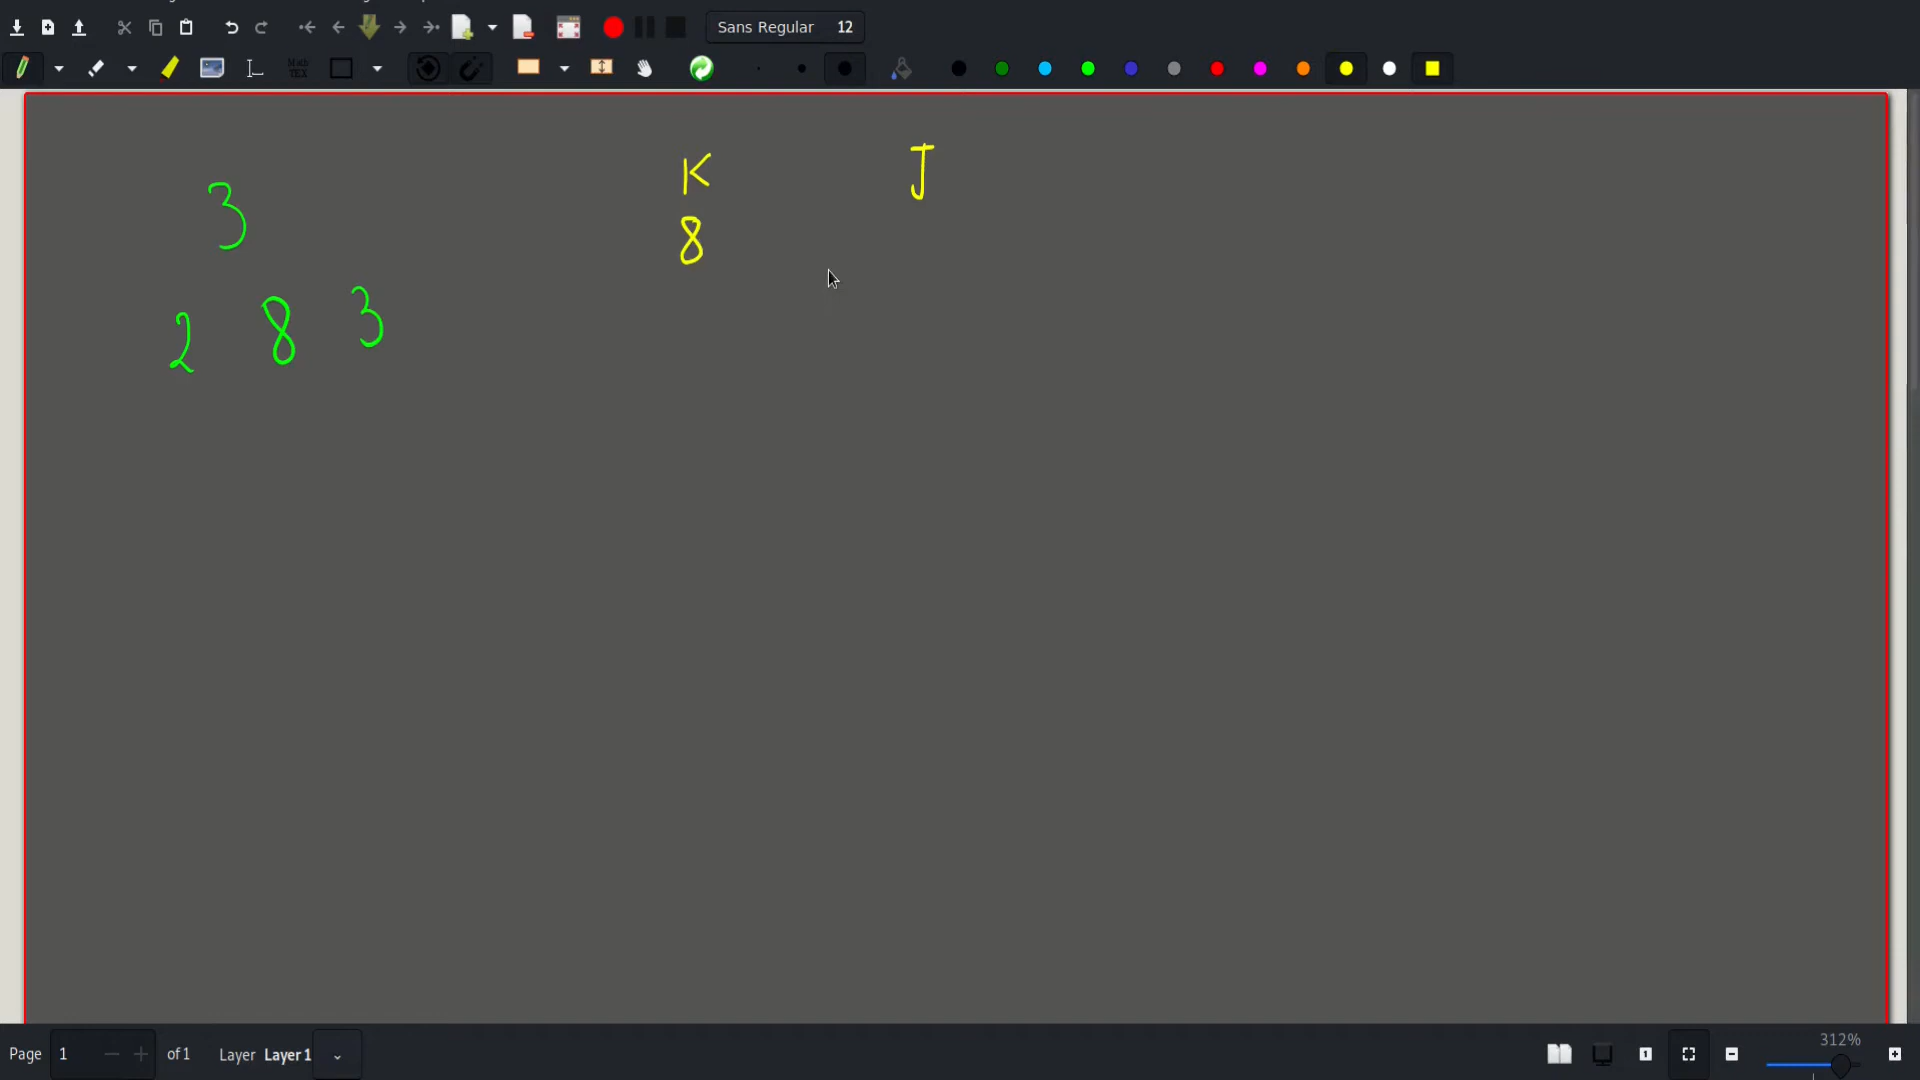 Sans Regular 12
3
2 8 3
K J
8
Page 1 of 1 Layer Layer 1 312%